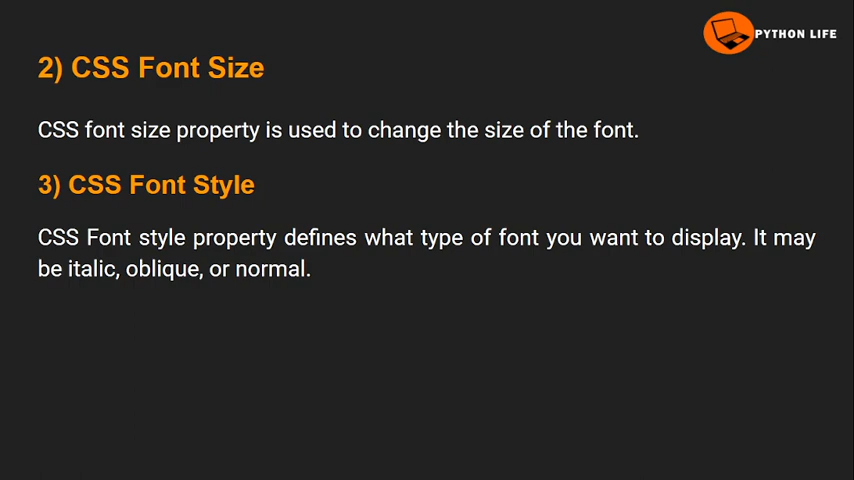 PYTHON LIFE
2) CSS Font Size
CSS font size property is used to change the size of the font.
3) CSS Font Style
CSS Font style property defines what type of font you want to display. It may
be italic, oblique, or normal.